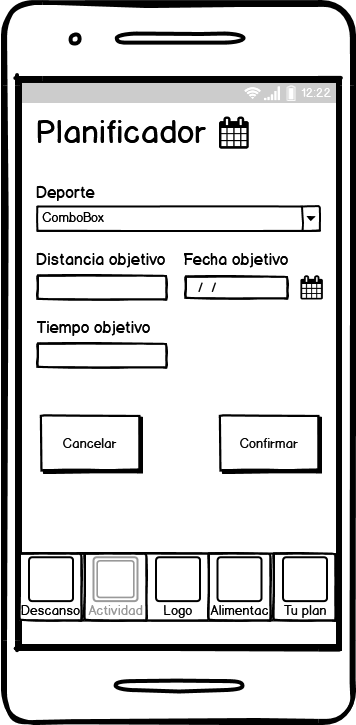 12:22
Planificador
Deporte
ComboBox
Distancia objetivo Fecha objetivo
/ /
Tiempo objetivo
Cancelar Confirmar
Descanso Actividad Logo Alimentac Tu plan